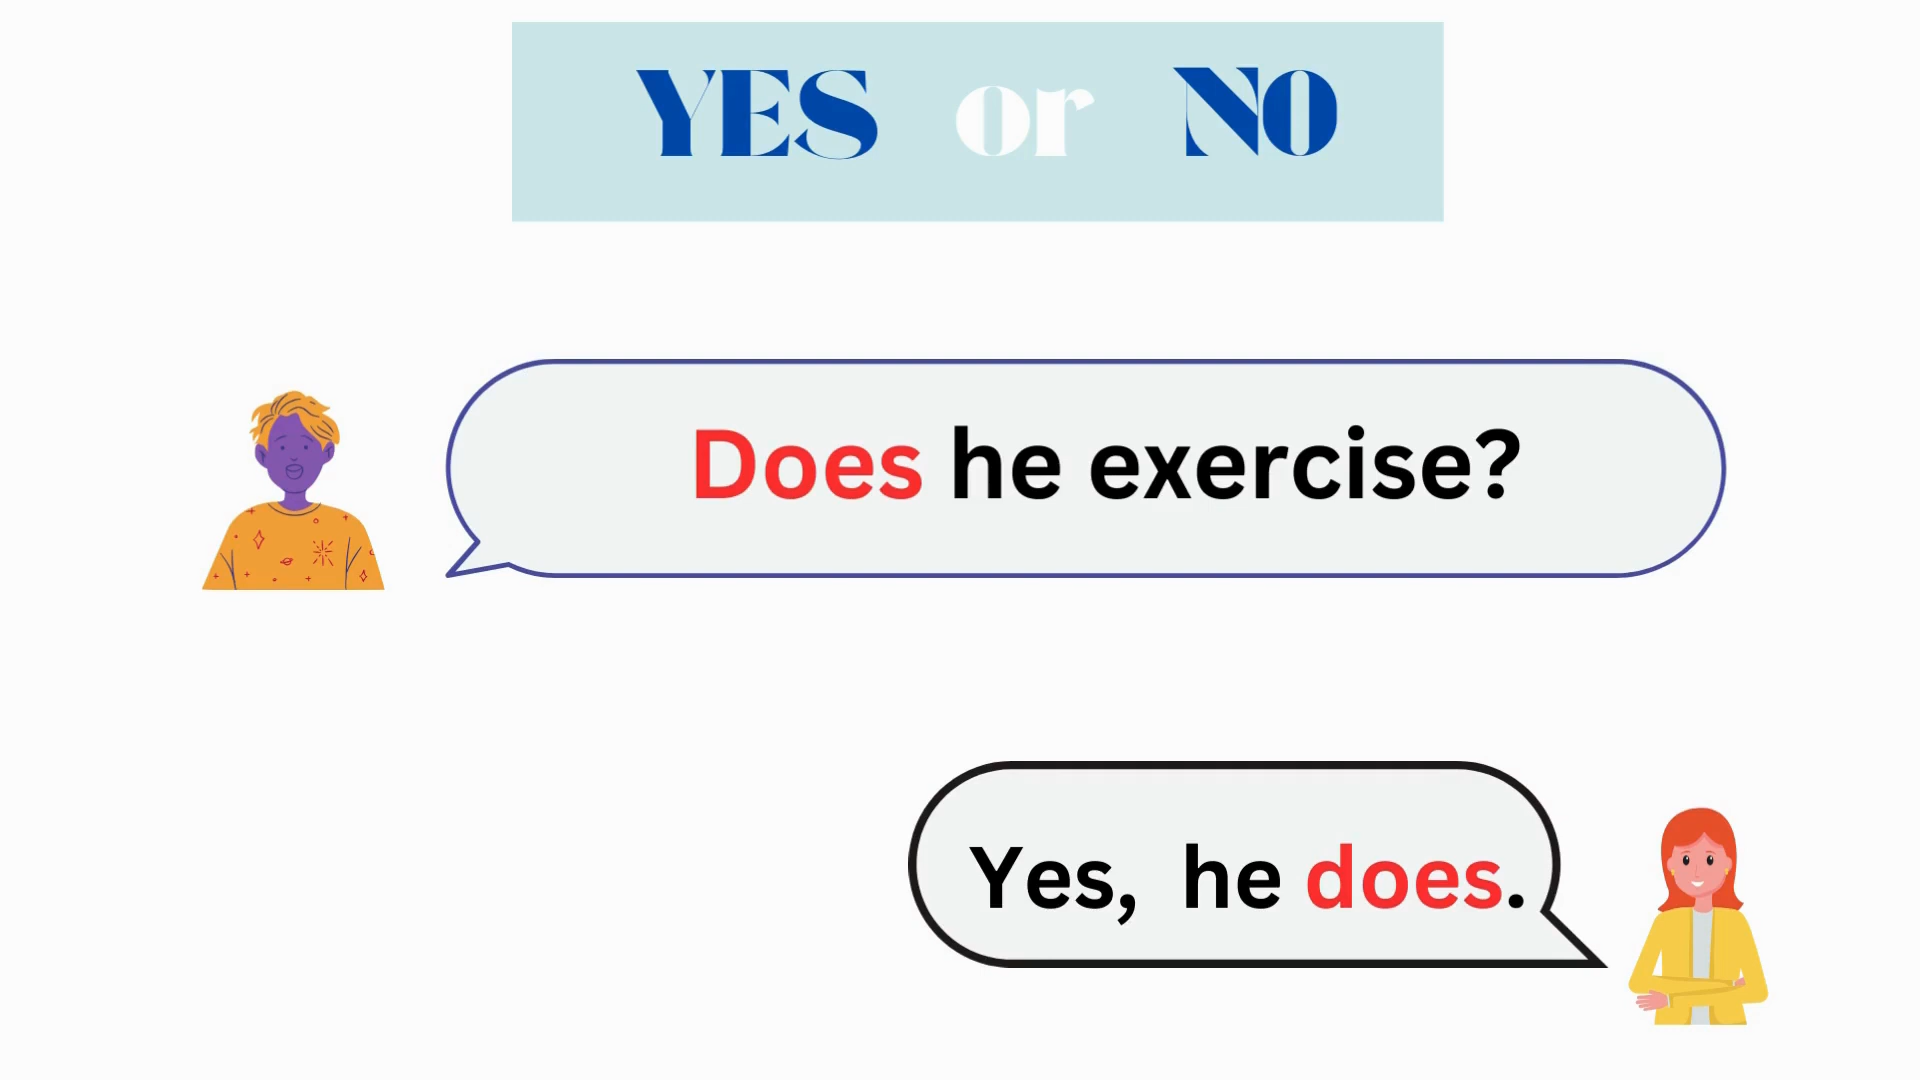 YES or NO
Does he exercise?
Yes, he does.